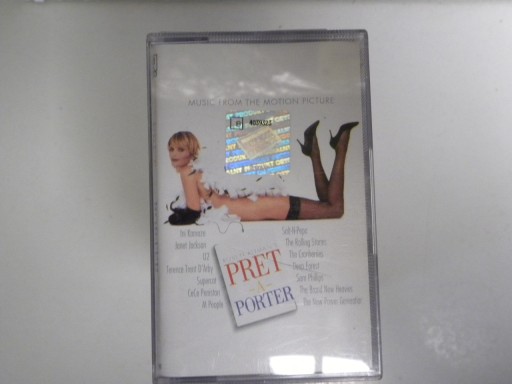 MUSIC FROM THE MOTION PICTURE
Ini Kamoze
Janet Jackson
U2
Terence Trent D'Arby
Supercat
CeCe Peniston
M People
Salt-N-Pepa
The Rolling Stones
The Cranberries
Deep Forest
Sam Phillips
The Brand New Heavies
The New Power Generation
PRET
-A-
PORTER